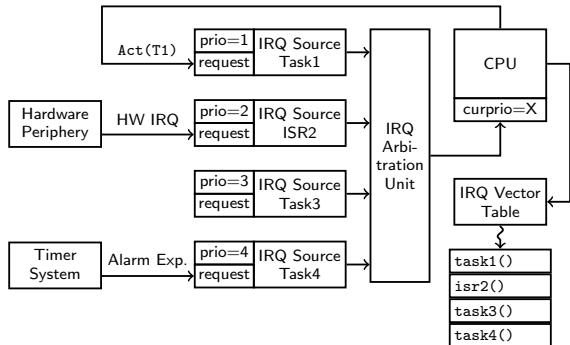 Act(T1)
prio=1
request
IRQ Source
Task1
CPU
curprio=X
Hardware
Periphery
HW IRQ
prio=2
request
IRQ Source
ISR2
IRQ
Arbi-
tration
Unit
prio=3
request
IRQ Source
Task3
IRQ Vector
Table
Timer
System
Alarm Exp.
prio=4
request
IRQ Source
Task4
task1()
isr2()
task3()
task4()